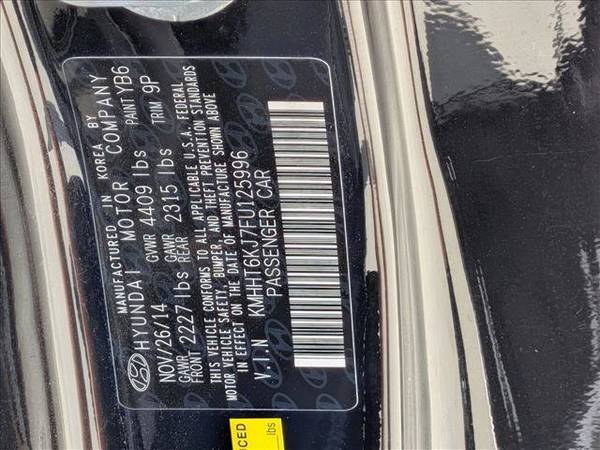 MANUFACTURED IN KOREA BY
HYUNDAI MOTOR COMPANY
NOV/26/14 GVWR 4409 lbs PAINT YB6
GAWR FRONT 2227 lbs GAWR REAR 2315 lbs TRIM 9P
THIS VEHICLE CONFORMS TO ALL APPLICABLE U.S.A. FEDERAL
MOTOR VEHICLE SAFETY, BUMPER, AND THEFT PREVENTION STANDARDS
IN EFFECT ON THE DATE OF MANUFACTURE SHOWN ABOVE
V.I.N KMHHT6KJ7FU125996
PASSENGER CAR
lbs